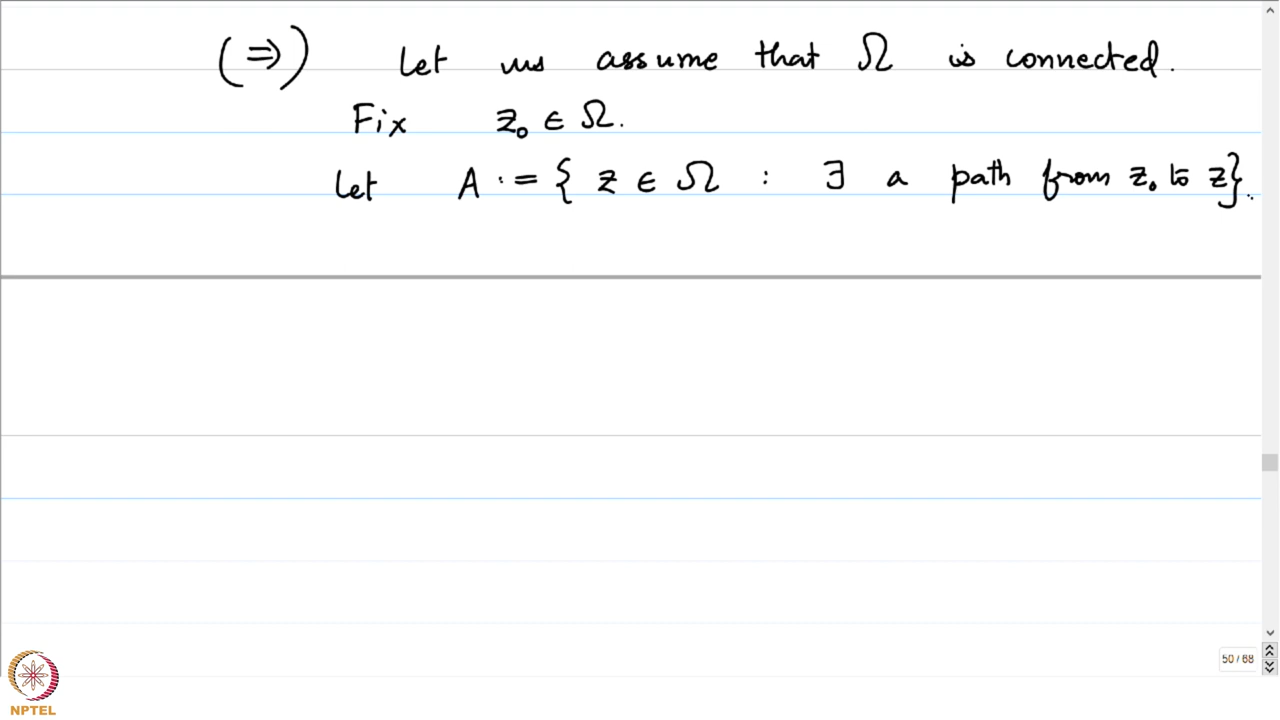 (⇒) Let us assume that Ω is connected.
Fix z₀ ∈ Ω.
Let A := { z ∈ Ω : ∃ a path from z₀ to z}.
50 / 68
NPTEL